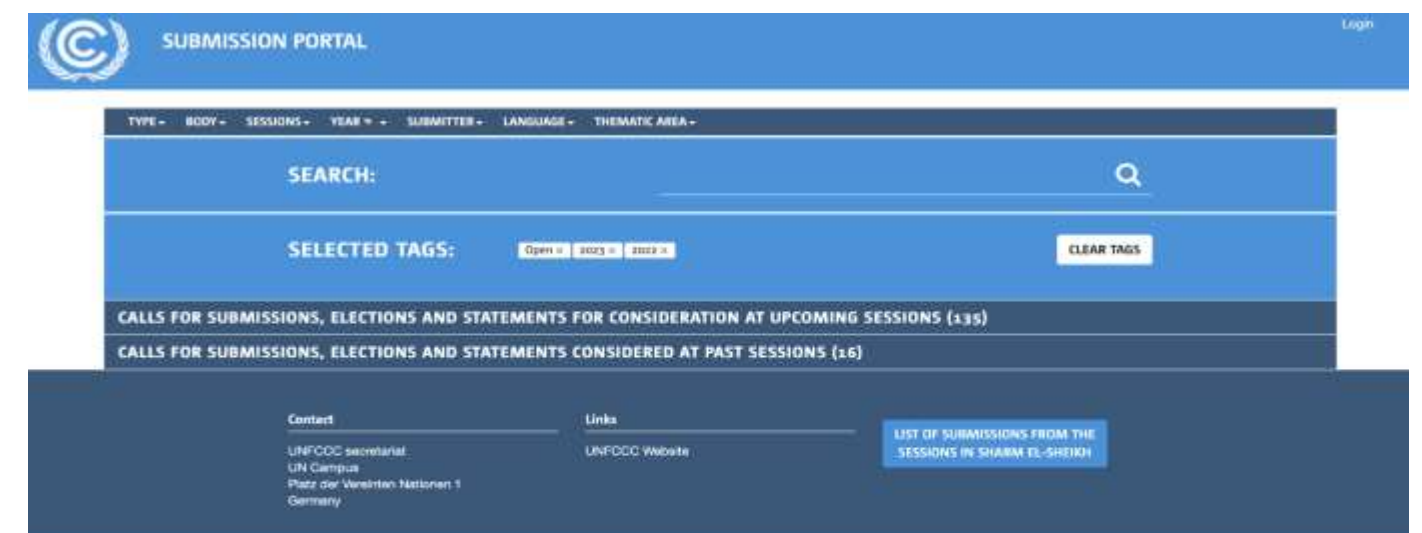 SUBMISSION PORTAL
Login
TYPE BODY SESSIONS YEAR SUBMITTER LANGUAGE THEMATIC AREA
SEARCH:
SELECTED TAGS: Open × 2023 × 2022 × CLEAR TAGS
CALLS FOR SUBMISSIONS, ELECTIONS AND STATEMENTS FOR CONSIDERATION AT UPCOMING SESSIONS (135)
CALLS FOR SUBMISSIONS, ELECTIONS AND STATEMENTS CONSIDERED AT PAST SESSIONS (16)
Contact
UNFCCC secretariat
UN Campus
Platz der Vereinten Nationen 1
Germany
Links
UNFCCC Website
LIST OF SUBMISSIONS FROM THE
SESSIONS IN SHARM EL-SHEIKH